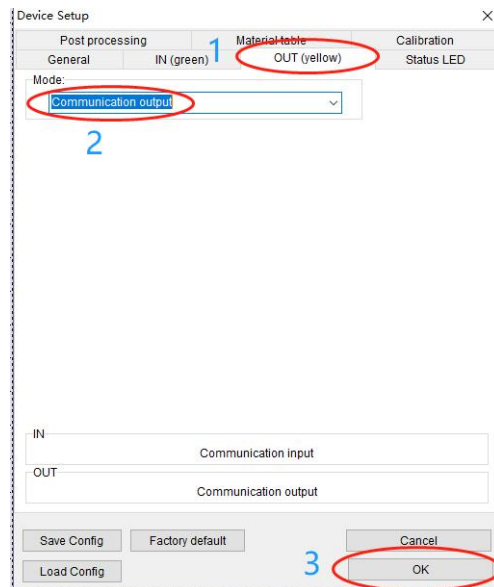 Device Setup
Post processing Material table Calibration
1
General IN (green) OUT (yellow) Status LED
Mode:
Communication output
2
IN
Communication input
OUT
Communication output
Save Config Factory default Cancel
3
Load Config OK